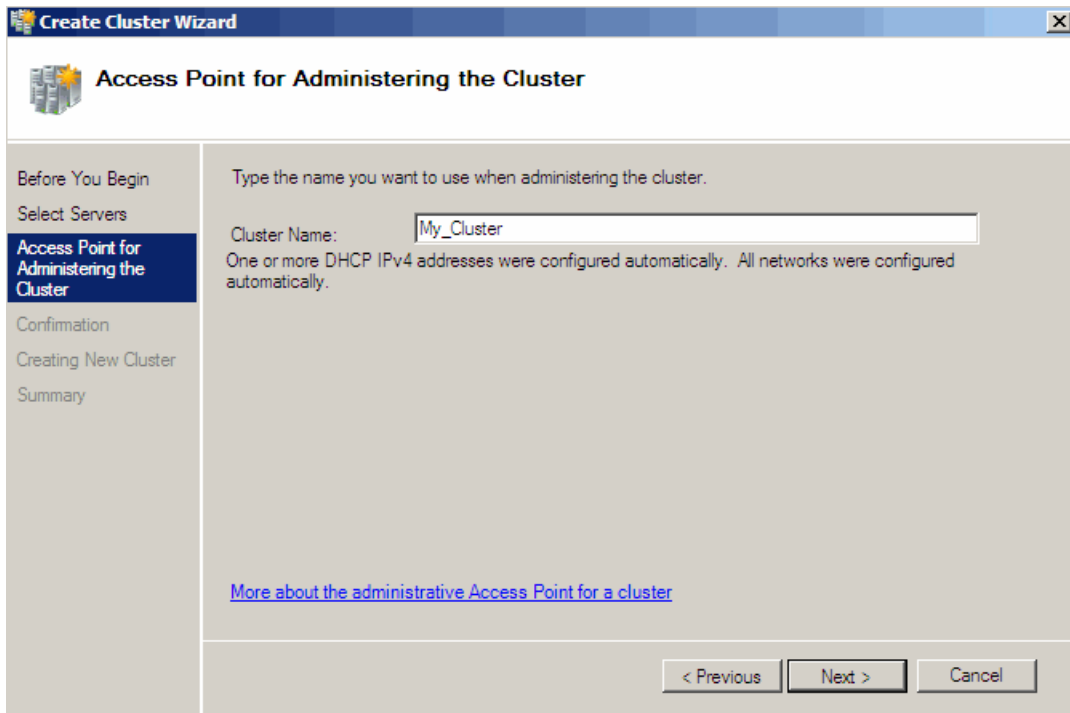 Create Cluster Wizard
Access Point for Administering the Cluster
Before You Begin
Select Servers
Access Point for
Administering the
Cluster
Confirmation
Creating New Cluster
Summary
Type the name you want to use when administering the cluster.
Cluster Name:
My_Cluster
One or more DHCP IPv4 addresses were configured automatically.  All networks were configured
automatically.
More about the administrative Access Point for a cluster
< Previous
Next >
Cancel